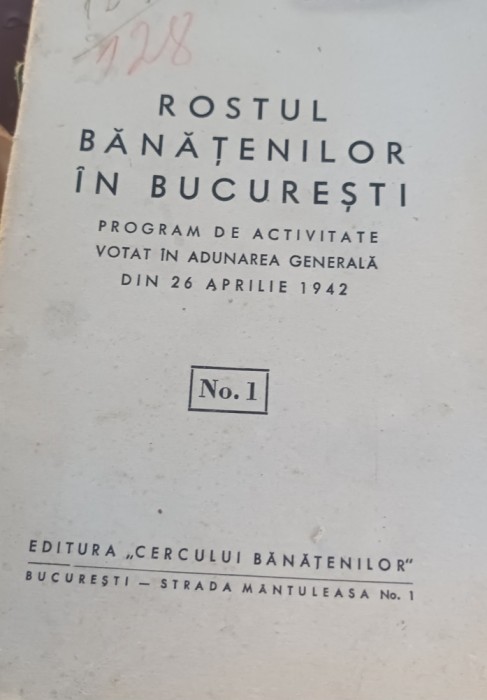 128
ROSTUL
BĂNĂȚENILOR
ÎN BUCUREȘTI
PROGRAM DE ACTIVITATE
VOTAT ÎN ADUNAREA GENERALĂ
DIN 26 APRILIE 1942
No. 1
EDITURA „CERCULUI BĂNĂȚENILOR"
BUCUREȘTI — STRADA MÂNTULEASA No. 1